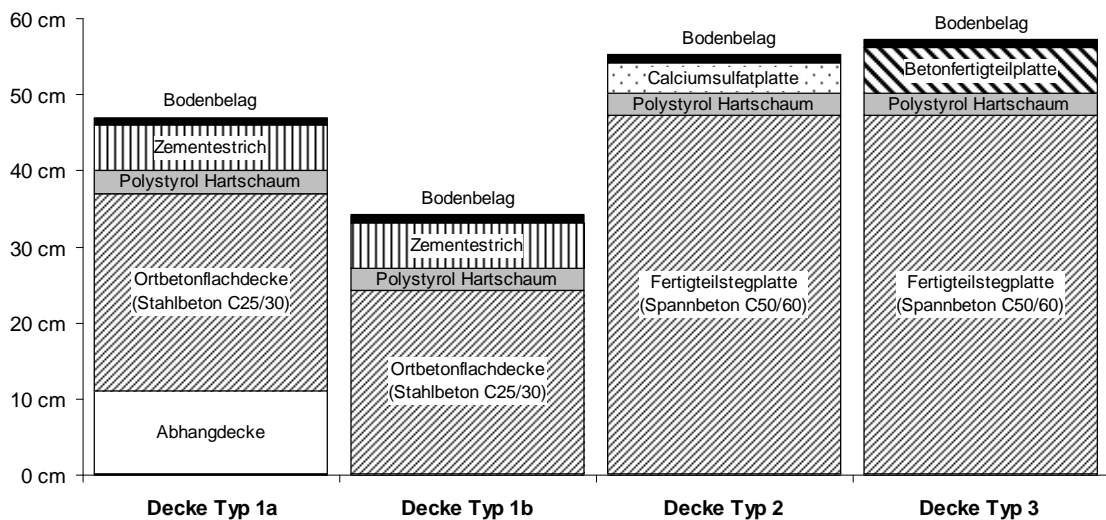 60 cm
50 cm
40 cm
30 cm
20 cm
10 cm
0 cm
Bodenbelag
Zementestrich
Polystyrol Hartschaum
Ortbetonflachdecke
(Stahlbeton C25/30)
Abhangdecke
Decke Typ 1a
Bodenbelag
Zementestrich
Polystyrol Hartschaum
Ortbetonflachdecke
(Stahlbeton C25/30)
Decke Typ 1b
Bodenbelag
Calciumsulfatplatte
Polystyrol Hartschaum
Fertigteilstegplatte
(Spannbeton C50/60)
Decke Typ 2
Bodenbelag
Betonfertigteilplatte
Polystyrol Hartschaum
Fertigteilstegplatte
(Spannbeton C50/60)
Decke Typ 3